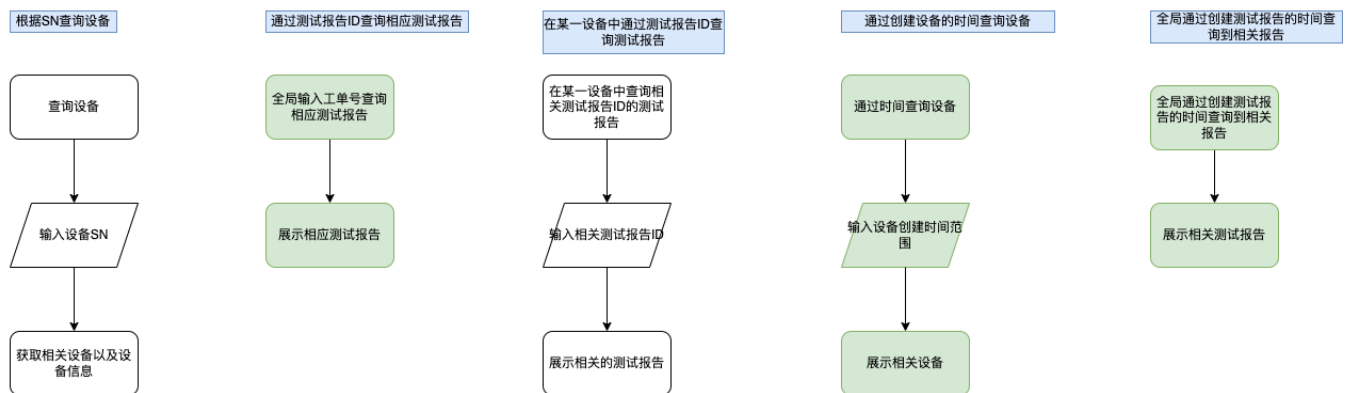 根据SN查询设备
查询设备
输入设备SN
获取相关设备以及设
备信息
通过测试报告ID查询相应测试报告
全局输入工单号查询
相应测试报告
展示相应测试报告
在某一设备中通过测试报告ID查
询测试报告
在某一设备中查询相
关测试报告ID的测试
报告
输入相关测试报告ID
展示相关的测试报告
通过创建设备的时间查询设备
通过时间查询设备
输入设备创建时间范
围
展示相关设备
全局通过创建测试报告的时间查
询到相关报告
全局通过创建测试报
告的时间查询到相关
报告
展示相关测试报告